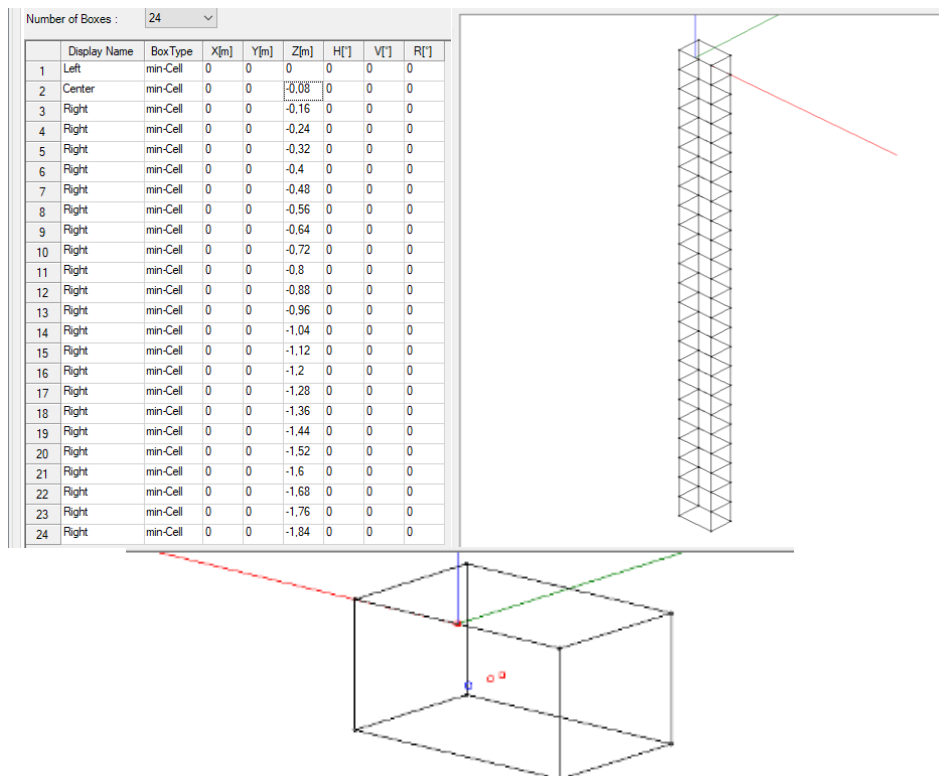 Number of Boxes : 24
Display Name BoxType X[m] Y[m] Z[m] H[°] V[°] R[°]
1 Left min-Cell 0 0 0 0 0 0
2 Center min-Cell 0 0 -0,08 0 0 0
3 Right min-Cell 0 0 -0,16 0 0 0
4 Right min-Cell 0 0 -0,24 0 0 0
5 Right min-Cell 0 0 -0,32 0 0 0
6 Right min-Cell 0 0 -0,4 0 0 0
7 Right min-Cell 0 0 -0,48 0 0 0
8 Right min-Cell 0 0 -0,56 0 0 0
9 Right min-Cell 0 0 -0,64 0 0 0
10 Right min-Cell 0 0 -0,72 0 0 0
11 Right min-Cell 0 0 -0,8 0 0 0
12 Right min-Cell 0 0 -0,88 0 0 0
13 Right min-Cell 0 0 -0,96 0 0 0
14 Right min-Cell 0 0 -1,04 0 0 0
15 Right min-Cell 0 0 -1,12 0 0 0
16 Right min-Cell 0 0 -1,2 0 0 0
17 Right min-Cell 0 0 -1,28 0 0 0
18 Right min-Cell 0 0 -1,36 0 0 0
19 Right min-Cell 0 0 -1,44 0 0 0
20 Right min-Cell 0 0 -1,52 0 0 0
21 Right min-Cell 0 0 -1,6 0 0 0
22 Right min-Cell 0 0 -1,68 0 0 0
23 Right min-Cell 0 0 -1,76 0 0 0
24 Right min-Cell 0 0 -1,84 0 0 0